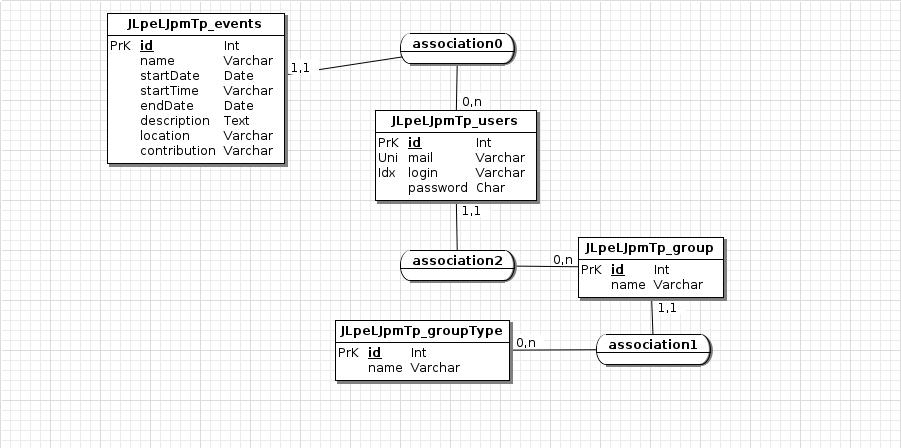 JLpeLJpmTp_events
PrK id Int
name Varchar
startDate Date
startTime Varchar
endDate Date
description Text
location Varchar
contribution Varchar
1,1
association0
0,n
JLpeLJpmTp_users
PrK id Int
Uni mail Varchar
Idx login Varchar
password Char
1,1
association2
0,n
JLpeLJpmTp_group
PrK id Int
name Varchar
1,1
association1
0,n
JLpeLJpmTp_groupType
PrK id Int
name Varchar